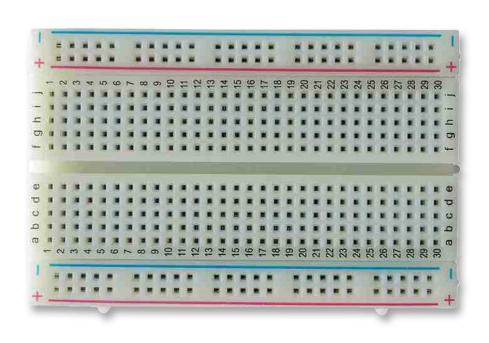 - -
+ +
1 2 3 4 5 6 7 8 9 10 11 12 13 14 15 16 17 18 19 20 21 22 23 24 25 26 27 28 29 30
j j
i i
h h
g g
f f
e e
d d
c c
b b
a a
1 2 3 4 5 6 7 8 9 10 11 12 13 14 15 16 17 18 19 20 21 22 23 24 25 26 27 28 29 30
- -
+ +